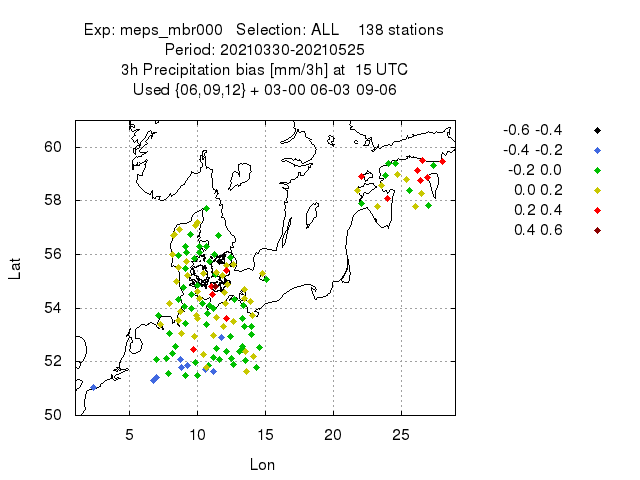 Exp: meps_mbr000   Selection: ALL    138 stations
Period: 20210330-20210525
3h Precipitation bias [mm/3h] at  15 UTC
Used {06,09,12} + 03-00 06-03 09-06
-0.6 -0.4
-0.4 -0.2
-0.2 0.0
0.0 0.2
0.2 0.4
0.4 0.6
60
58
56
54
52
50
Lat
5 10 15 20 25
Lon